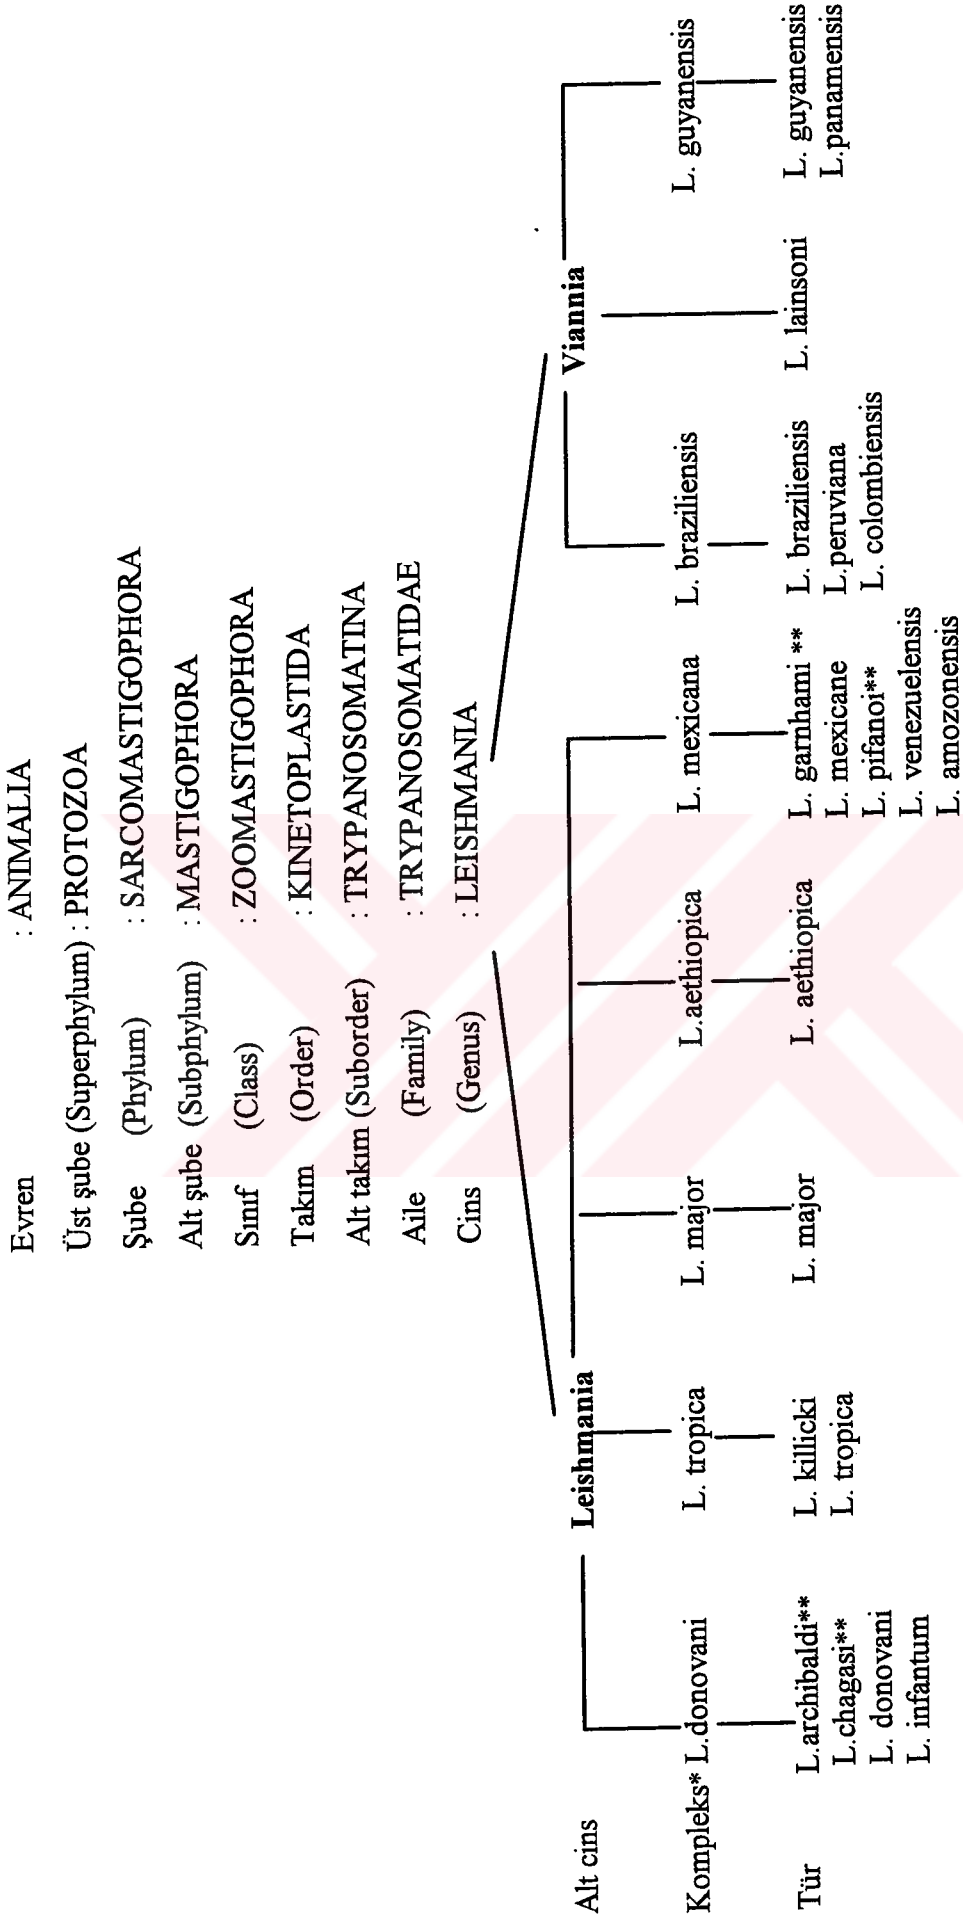 Evren : ANIMALIA
Üst şube (Superphylum) : PROTOZOA
Şube (Phylum) : SARCOMASTIGOPHORA
Alt şube (Subphylum) : MASTIGOPHORA
Sınıf (Class) : ZOOMASTIGOPHORA
Takım (Order) : KINETOPLASTIDA
Alt takım (Suborder) : TRYPANOSOMATINA
Aile (Family) : TRYPANOSOMATIDAE
Cins (Genus) : LEISHMANIA
Alt cins Leishmania Viannia
Kompleks* L.donovani L. tropica L. major L.aethiopica L. mexicana L. braziliensis L. guyanensis
Tür L.archibaldi** L. killicki L. major L. aethiopica L. garnhami ** L. braziliensis L. lainsoni L. guyanensis
L.chagasi** L. tropica L. mexicane L.peruviana L.panamensis
L. donovani L. pifanoi** L. colombiensis
L. infantum L. venezuelensis
L. amozonensis